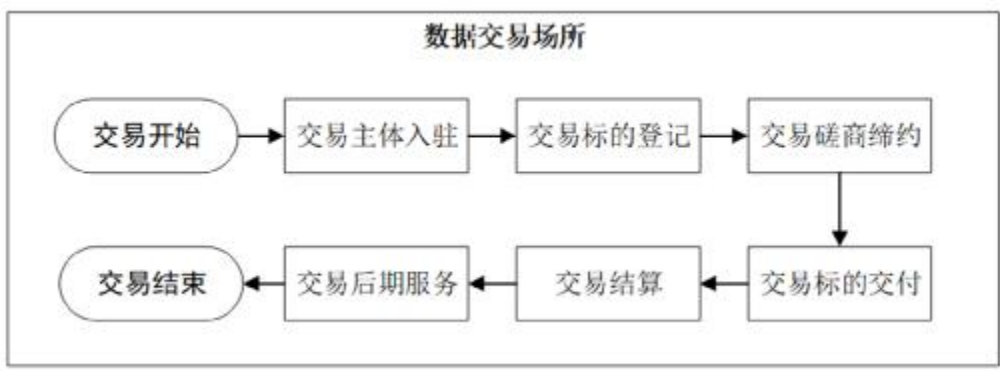 数据交易场所
交易开始
交易主体入驻
交易标的登记
交易磋商缔约
交易标的交付
交易结算
交易后期服务
交易结束